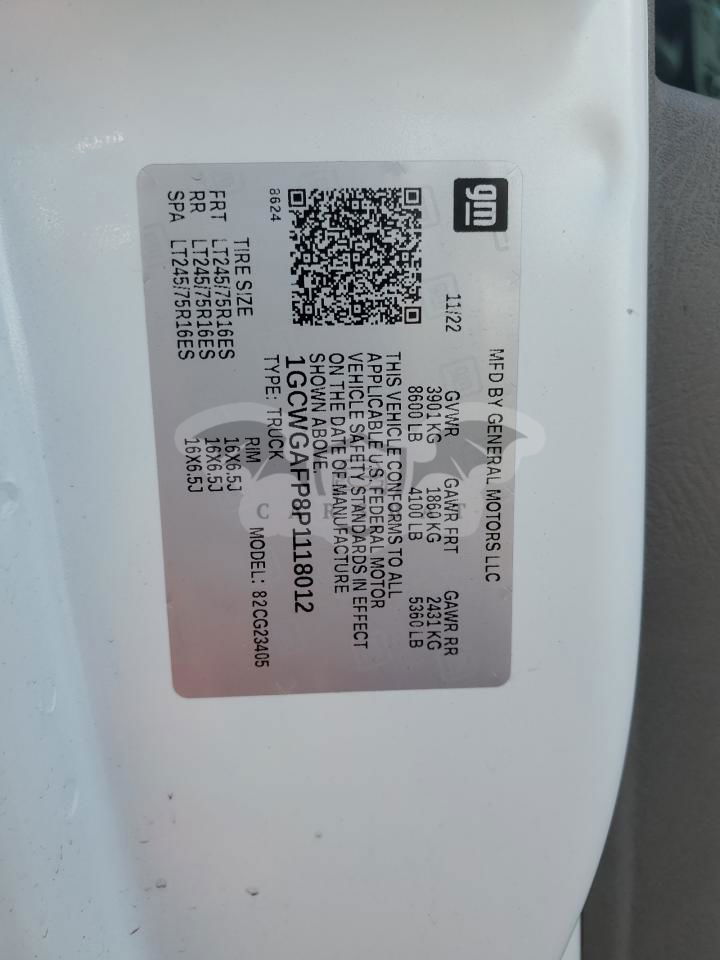 gm
MFD BY GENERAL MOTORS LLC
11/22
GVWR GAWR FRT GAWR RR
3901 KG 1860 KG 2431 KG
8600 LB 4100 LB 5360 LB
THIS VEHICLE CONFORMS TO ALL
APPLICABLE U.S. FEDERAL MOTOR
VEHICLE SAFETY STANDARDS IN EFFECT
ON THE DATE OF MANUFACTURE
SHOWN ABOVE.
1GCWGAFP8P1118012
8624
TYPE: TRUCK MODEL: 82CG23405
TIRE SIZE RIM
FRT LT245/75R16ES 16X6.5J
RR LT245/75R16ES 16X6.5J
SPA LT245/75R16ES 16X6.5J